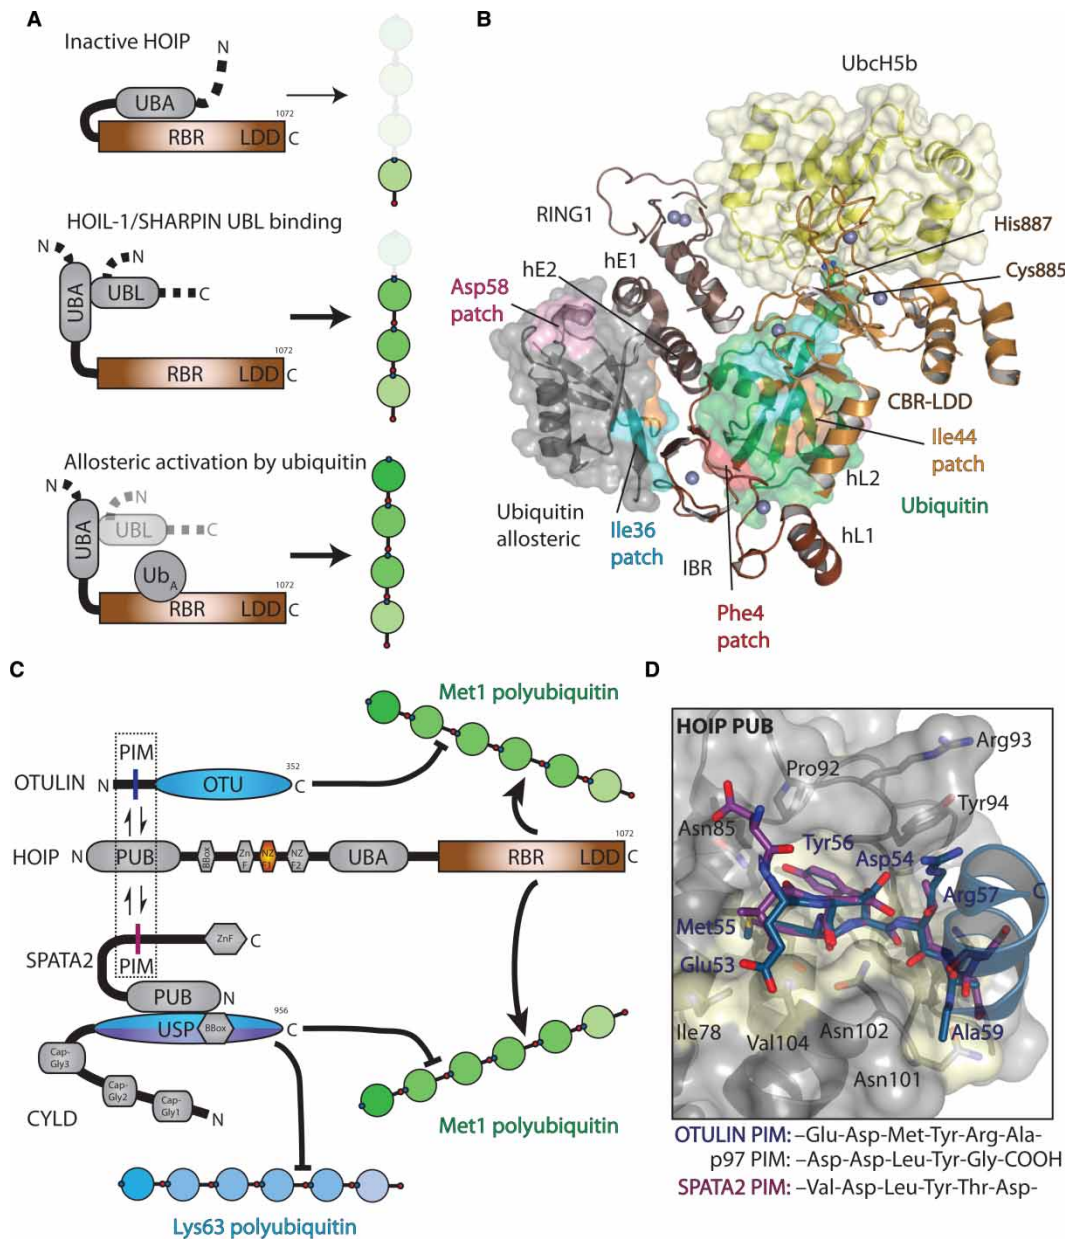 A
Inactive HOIP
N
UBA
1072
RBR
LDD
C
HOIL-1/SHARPIN UBL binding
N
N
UBA
UBL
C
1072
RBR
LDD
C
Allosteric activation by ubiquitin
N
N
UBA
UBL
C
UbA
1072
RBR
LDD
C
B
UbcH5b
RING1
His887
hE2
hE1
Cys885
Asp58
patch
CBR-LDD
Ile44
patch
hL2
Ubiquitin
allosteric
Ile36
patch
Ubiquitin
hL1
IBR
Phe4
patch
C
Met1 polyubiquitin
PIM
352
OTULIN
N
OTU
C
1072
HOIP
N
PUB
BBox
Zn
F
NZ
F1
NZ
F2
UBA
RBR
LDD
C
SPATA2
PIM
ZnF
C
PUB
N
956
USP
BBox
C
Cap-
Gly3
Cap-
Gly2
Cap-
Gly1
N
CYLD
Met1 polyubiquitin
Lys63 polyubiquitin
D
HOIP PUB
Arg93
Pro92
Tyr94
Asn85
Tyr56
Asp54
Arg57
C
Met55
Glu53
Ile78
Val104
Asn102
Ala59
Asn101
OTULIN PIM: –Glu-Asp-Met-Tyr-Arg-Ala-
p97 PIM: –Asp-Asp-Leu-Tyr-Gly-COOH
SPATA2 PIM: –Val-Asp-Leu-Tyr-Thr-Asp-